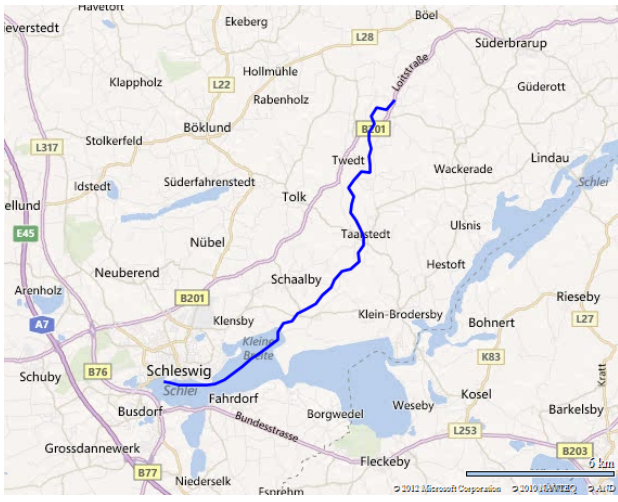 Havetoft
Ekeberg
Böel
ieverstedt
L28
Süderbrarup
Hollmühle
Loitstraße
Klappholz
L22
Rabenholz
Güderott
Böklund
B201
L317
Stolkerfeld
Twedt
Lindau
Wackerade
Idstedt
Süderfahrenstedt
Schlei
Tolk
ellund
Ulsnis
E45
Taarstedt
Nübel
Hestoft
Neuberend
Schaalby
Arenholz
B201
Rieseby
Klein-Brodersby
Klensby
L27
A7
Bohnert
Kleine
Breite
K83
B76
Schleswig
Schuby
Schlei
Kratt
Fahrdorf
Kosel
Weseby
Busdorf
Borgwedel
Barkelsby
Bundesstrasse
L253
Grossdannewerk
B203
Fleckeby
B77
6 km
Niederselk
Esprehm
© 2012 Microsoft Corporation © 2010 NAVTEQ © AND